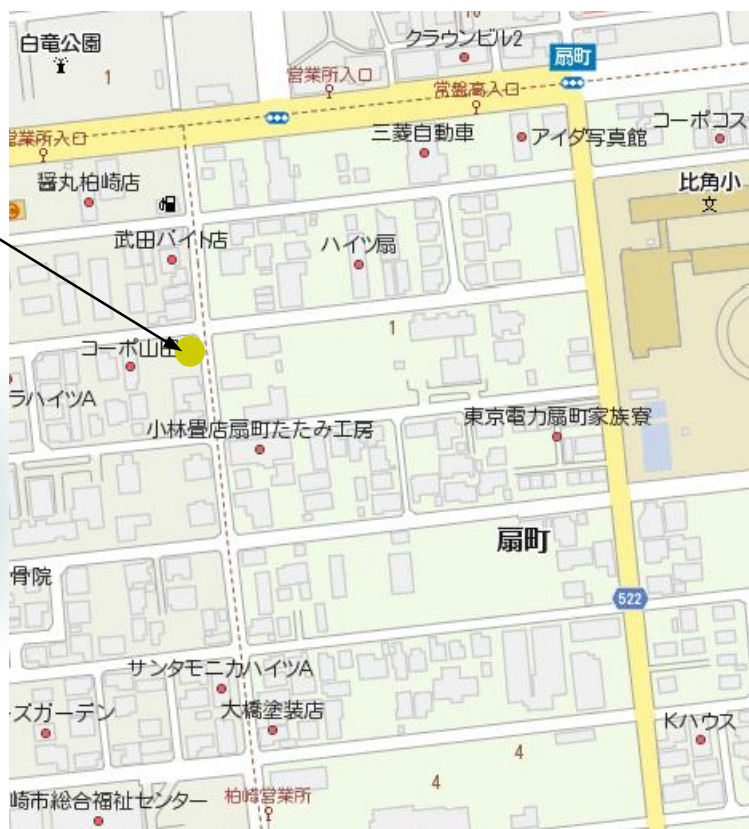 白竜公園
1
10
クラウンビル2
扇町
営業所入口
常盤高入口
営業所入口
三菱自動車
アイダ写真館
コーポコス
醤丸柏崎店
比角小
文
武田バイト店
ハイツ扇
1
コーポ山田
ラハイツA
小林畳店扇町たたみ工房
東京電力扇町家族寮
扇町
骨院
522
サンタモニカハイツA
ズガーデン
大橋塗装店
Kハウス
4
4
崎市総合福祉センター
柏崎営業所